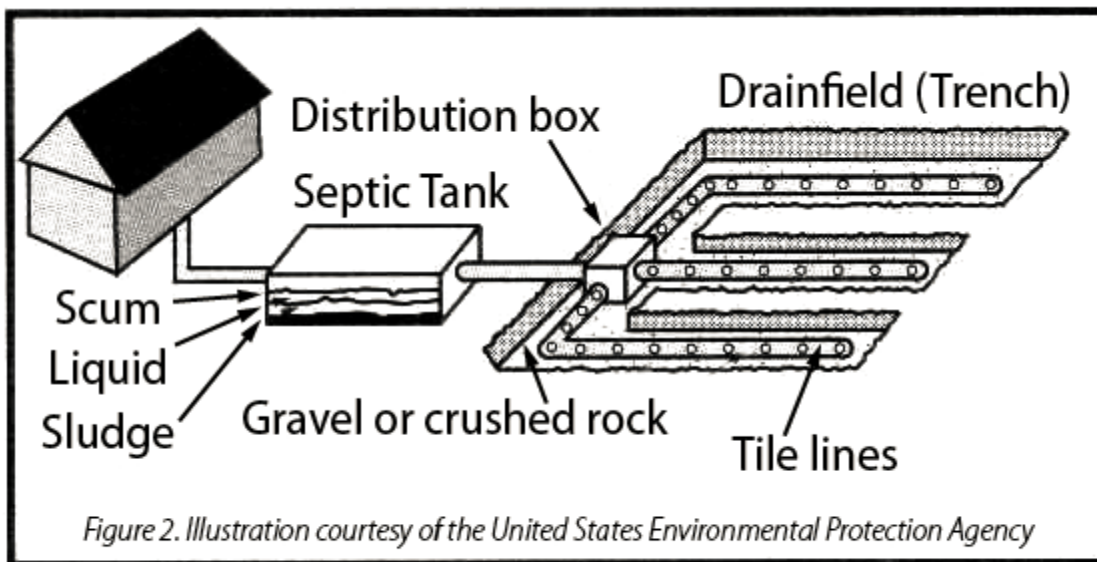 Drainfield (Trench)
Distribution box
Septic Tank
Scum
Liquid
Sludge
Gravel or crushed rock
Tile lines
Figure 2. Illustration courtesy of the United States Environmental Protection Agency